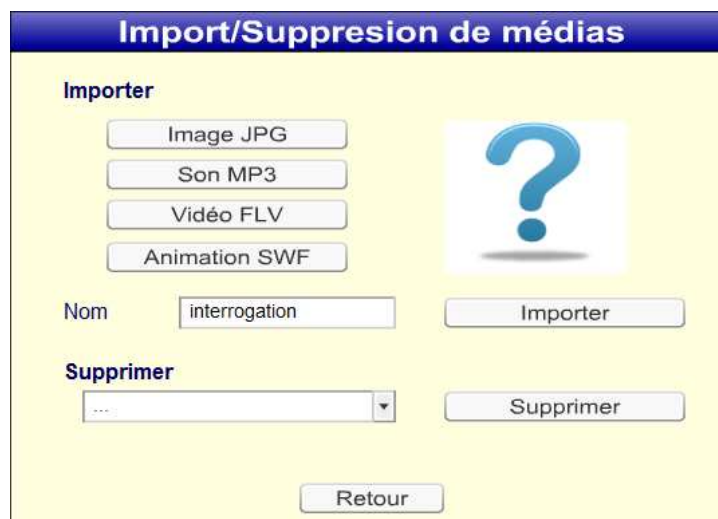 Import/Suppresion de médias
Importer
Image JPG
Son MP3
Vidéo FLV
Animation SWF
Nom interrogation Importer
Supprimer
... Supprimer
Retour